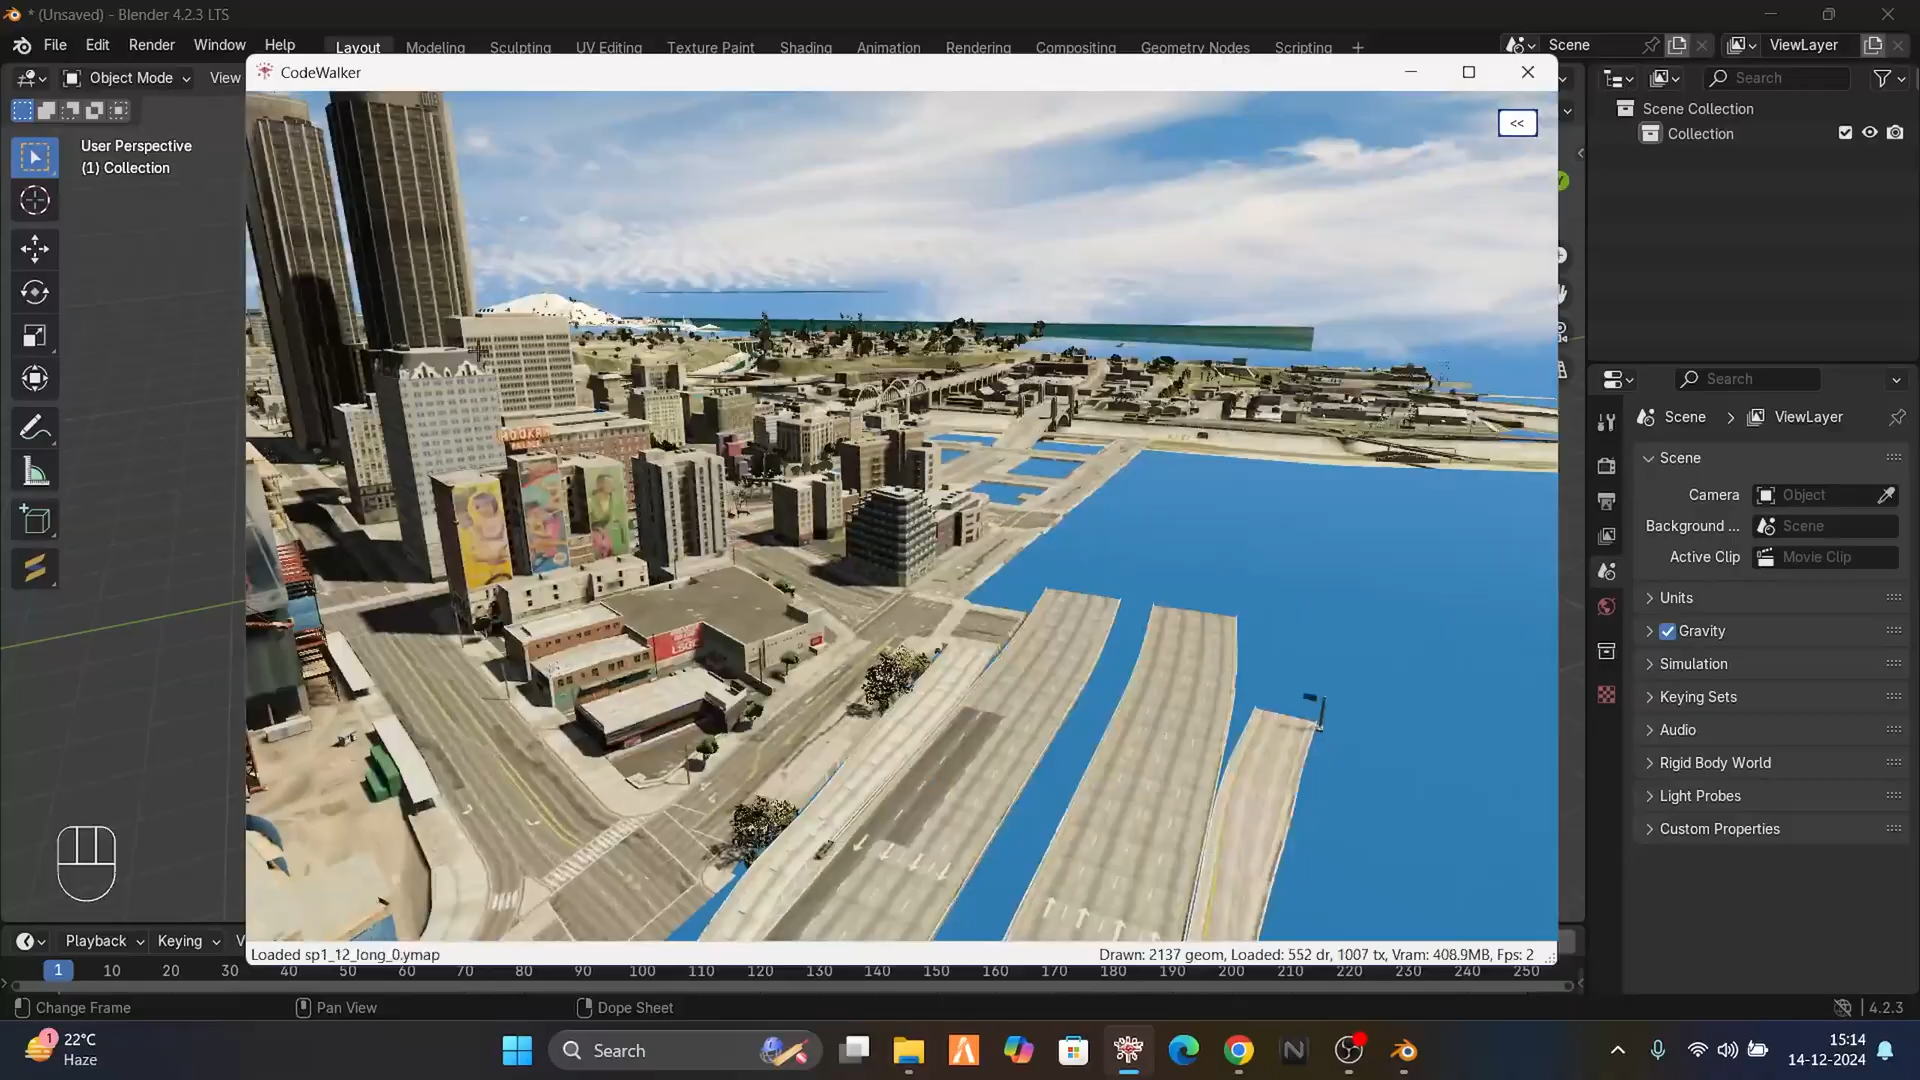 * (Unsaved) - Blender 4.2.3 LTS
File Edit Render Window Help
Layout Modeling Sculpting UV Editing Texture Paint Shading Animation Rendering Compositing Geometry Nodes Scripting +
Scene
ViewLayer
Object Mode View
CodeWalker
<<
User Perspective
(1) Collection
Search
Scene Collection
Collection
Search
Scene > ViewLayer
Scene
Camera Object
Background ... Scene
Active Clip Movie Clip
Units
Gravity
Simulation
Keying Sets
Audio
Rigid Body World
Light Probes
Custom Properties
Loaded sp1_12_long_0.ymap
Drawn: 2137 geom, Loaded: 552 dr, 1007 tx, Vram: 408.9MB, Fps: 2
Playback Keying V
1 10 20 30 40 50 60 70 80 90 100 110 120 130 140 150 160 170 180 190 200 210 220 230 240 250
Change Frame Pan View Dope Sheet 4.2.3
1
22°C
Haze
Search
15:14
14-12-2024